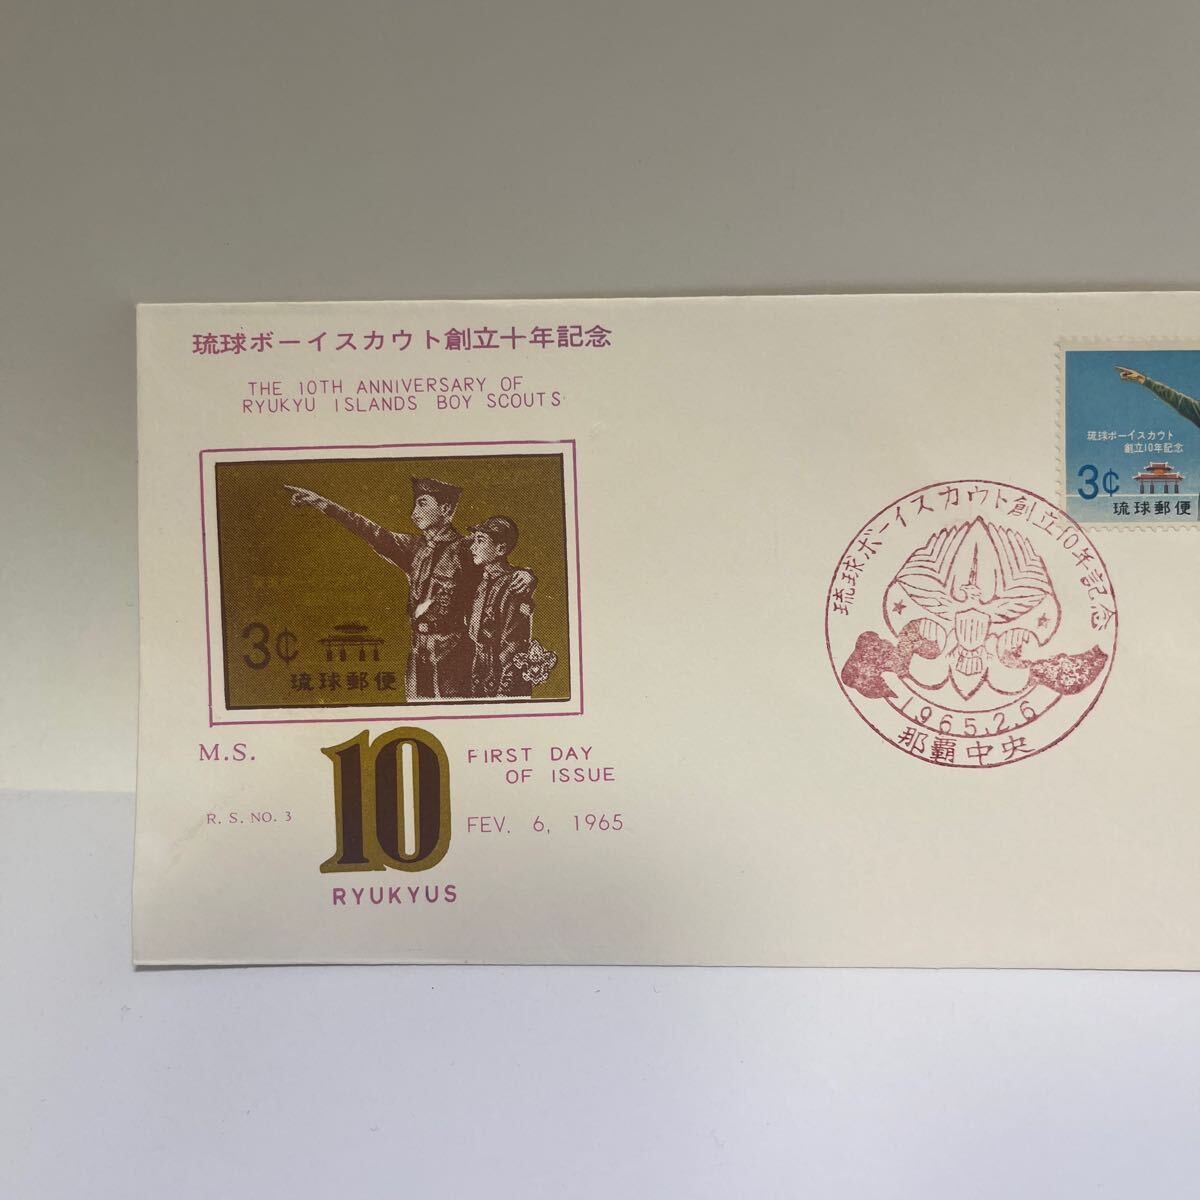 琉球ボーイスカウト創立十年記念
THE 10TH ANNIVERSARY OF
RYUKYU ISLANDS BOY SCOUTS
3¢
琉球郵便
M.S.
R. S. NO. 3
10
RYUKYUS
FIRST DAY
OF ISSUE
FEV. 6, 1965
琉球ボーイスカウト
創立10年記念
3¢
琉球郵便
琉球ボーイスカウト創立10年記念
1965.2.6
那覇中央